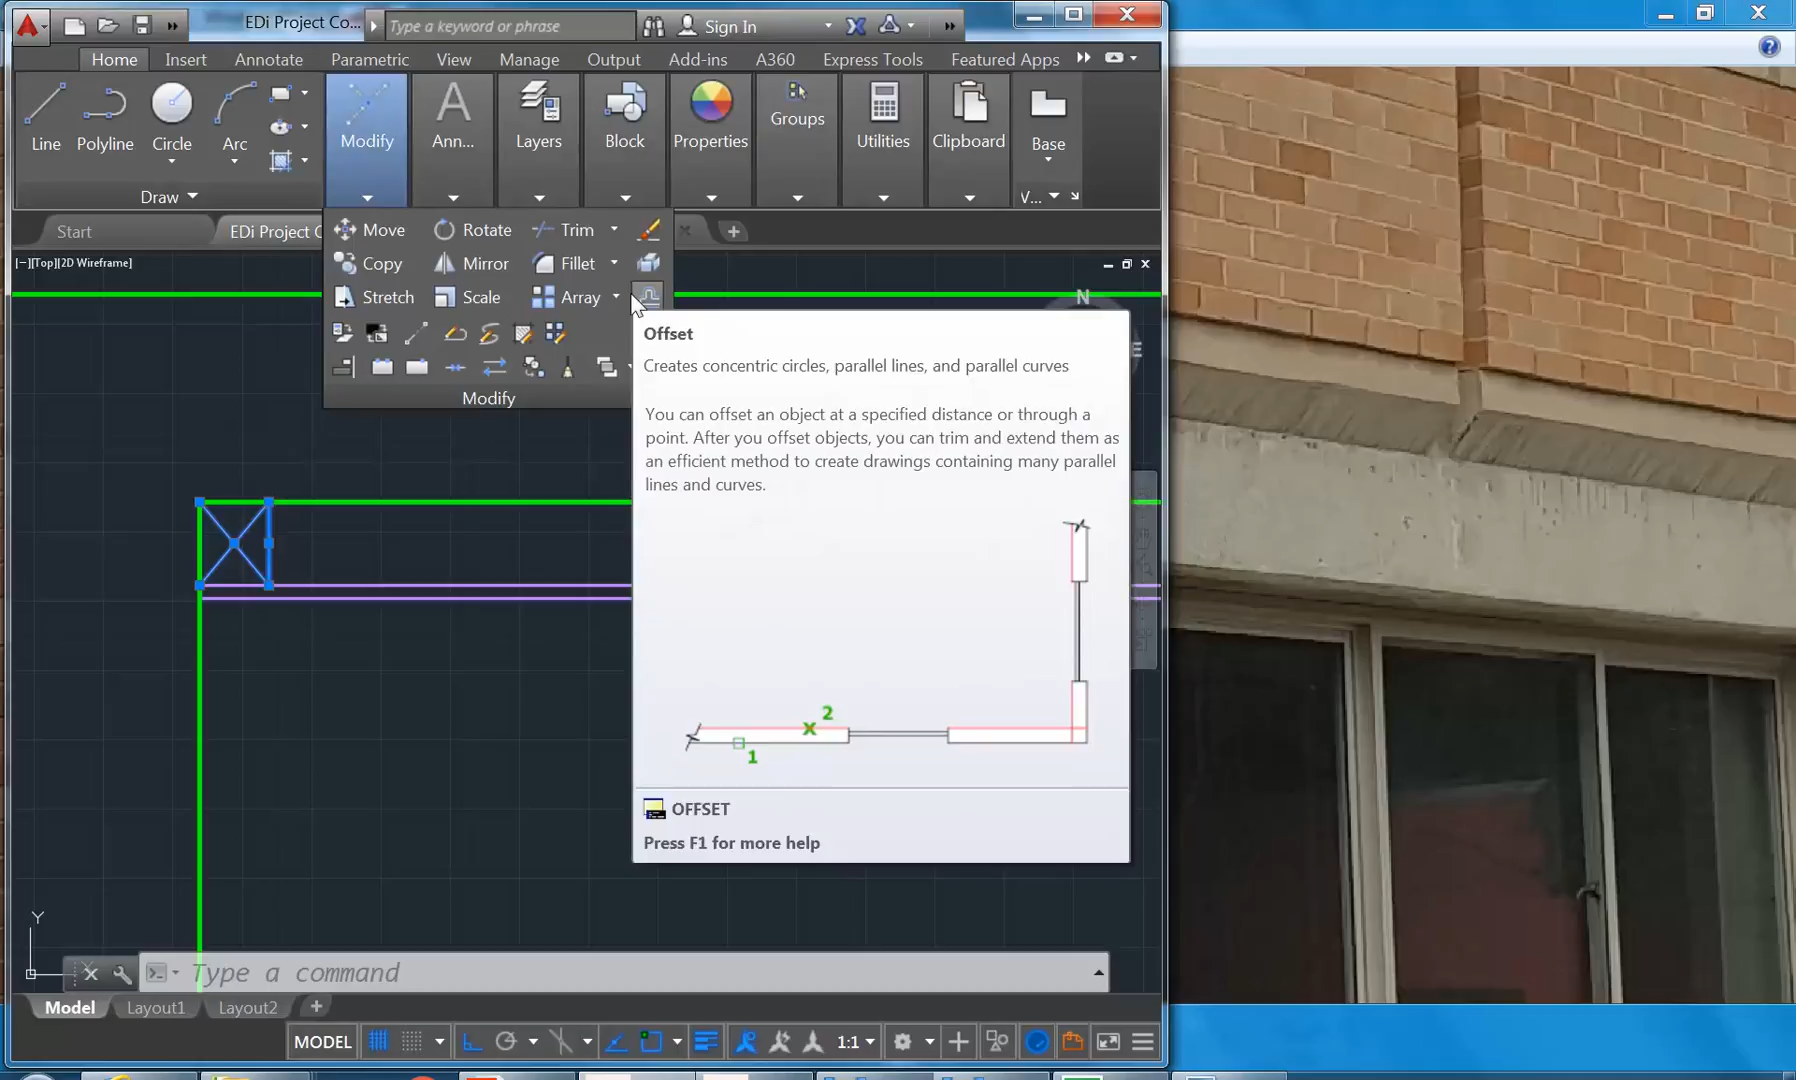 EDi Project Co...
Type a keyword or phrase
Sign In
Home
Insert
Annotate
Parametric
View
Manage
Output
Add-ins
A360
Express Tools
Featured Apps
Line
Polyline
Circle
Arc
Modify
Ann...
Layers
Block
Properties
Groups
Utilities
Clipboard
Base
Draw
V...
Start
EDi Project C
Move
Rotate
Trim
Copy
Mirror
Fillet
Stretch
Scale
Array
Modify
[−][Top][2D Wireframe]
N
E
Offset
Creates concentric circles, parallel lines, and parallel curves
You can offset an object at a specified distance or through a
point. After you offset objects, you can trim and extend them as
an efficient method to create drawings containing many parallel
lines and curves.
2
1
OFFSET
Press F1 for more help
Y
Type a command
Model
Layout1
Layout2
MODEL
1:1